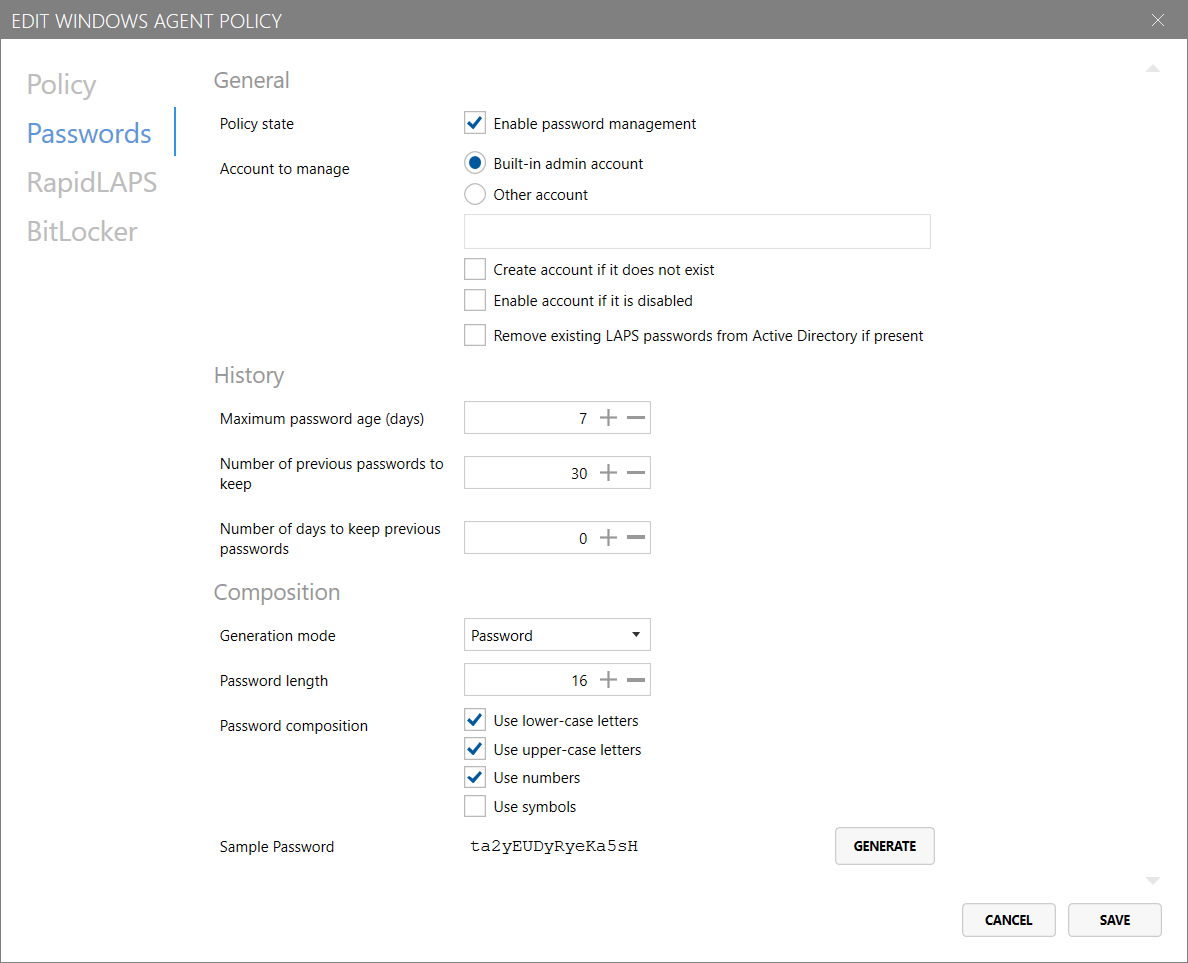 EDIT WINDOWS AGENT POLICY
Policy
Passwords
RapidLAPS
BitLocker
General
Policy state
Enable password management
Account to manage
Built-in admin account
Other account
Create account if it does not exist
Enable account if it is disabled
Remove existing LAPS passwords from Active Directory if present
History
Maximum password age (days)
7
Number of previous passwords to
keep
30
Number of days to keep previous
passwords
0
Composition
Generation mode
Password
Password length
16
Password composition
Use lower-case letters
Use upper-case letters
Use numbers
Use symbols
Sample Password
ta2yEUDyRyeKa5sH
GENERATE
CANCEL
SAVE